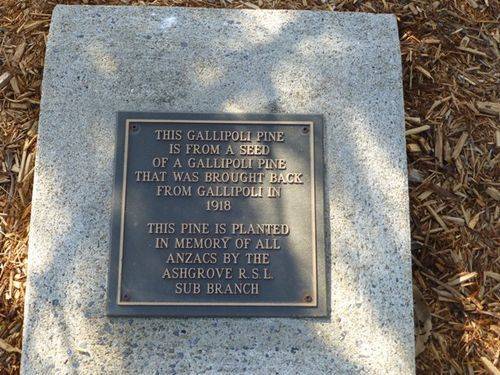 THIS GALLIPOLI PINE
IS FROM A SEED
OF A GALLIPOLI PINE
THAT WAS BROUGHT BACK
FROM GALLIPOLI IN
1918
THIS PINE IS PLANTED
IN MEMORY OF ALL
ANZACS BY THE
ASHGROVE R.S.L.
SUB BRANCH